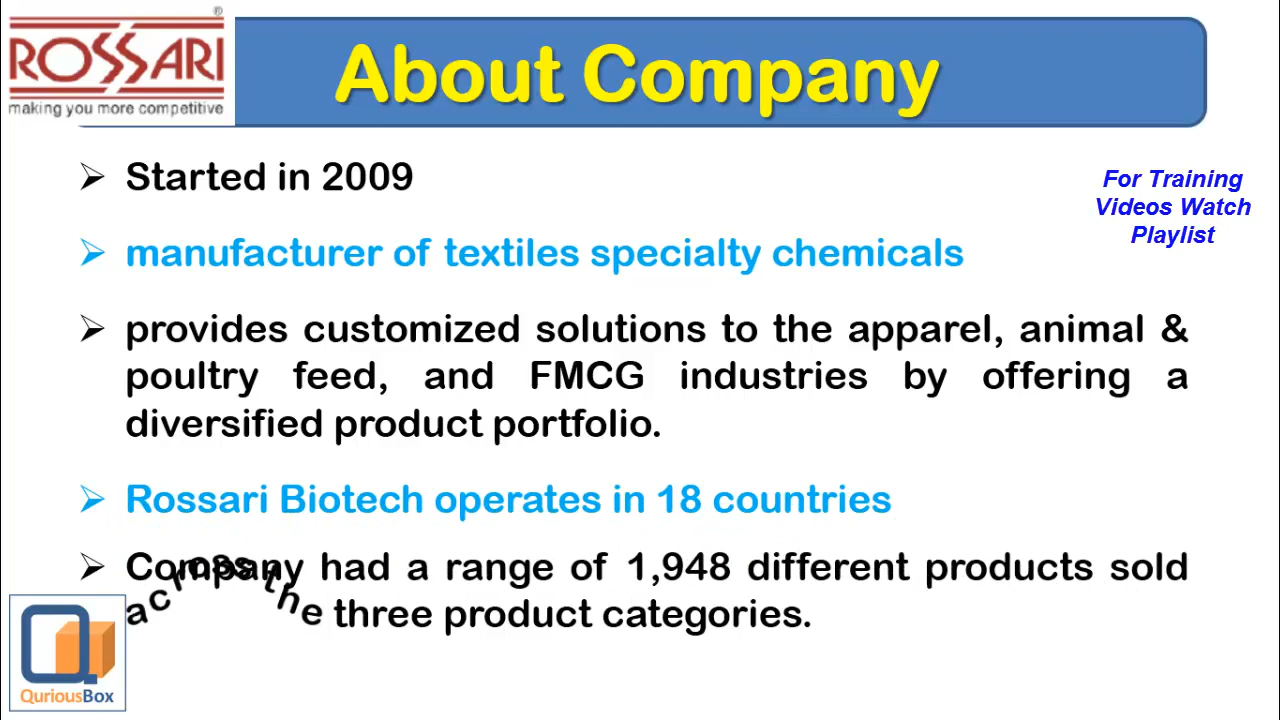 ROSSARI®
making you more competitive
About Company
➢ Started in 2009
For Training
Videos Watch
Playlist
➢ manufacturer of textiles specialty chemicals
➢ provides customized solutions to the apparel, animal &
poultry feed, and FMCG industries by offering a
diversified product portfolio.
➢ Rossari Biotech operates in 18 countries
➢ Company had a range of 1,948 different products sold
across the three product categories.
QuriousBox